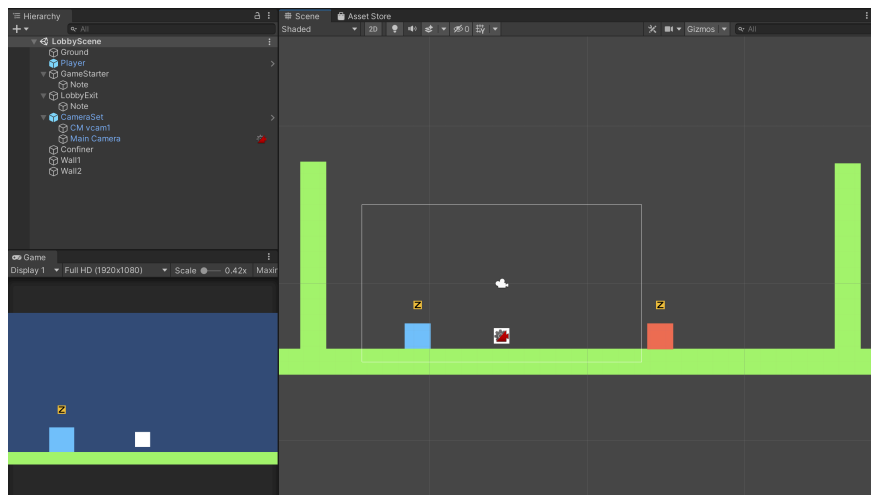 Hierarchy
All
LobbyScene
Ground
Player
GameStarter
Note
LobbyExit
Note
CameraSet
CM vcam1
Main Camera
Confiner
Wall1
Wall2
Game
Display 1 Full HD (1920x1080) Scale 0.42x Maxir
Z
Scene Asset Store
Shaded 2D 0 Gizmos All
Z Z